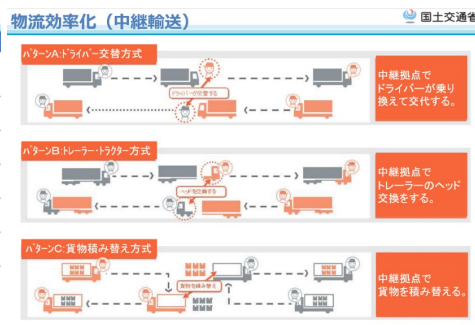 物流効率化（中継輸送）
国土交通省
パターンA:ドライバー交替方式
ドライバーが交替する
中継拠点で
ドライバーが乗り
換えて交代する。
パターンB:トレーラー・トラクター方式
ヘッドを交換する
中継拠点で
トレーラーのヘッド
交換をする。
パターンC:貨物積み替え方式
貨物を積み替え
中継拠点で
貨物を積み替える。